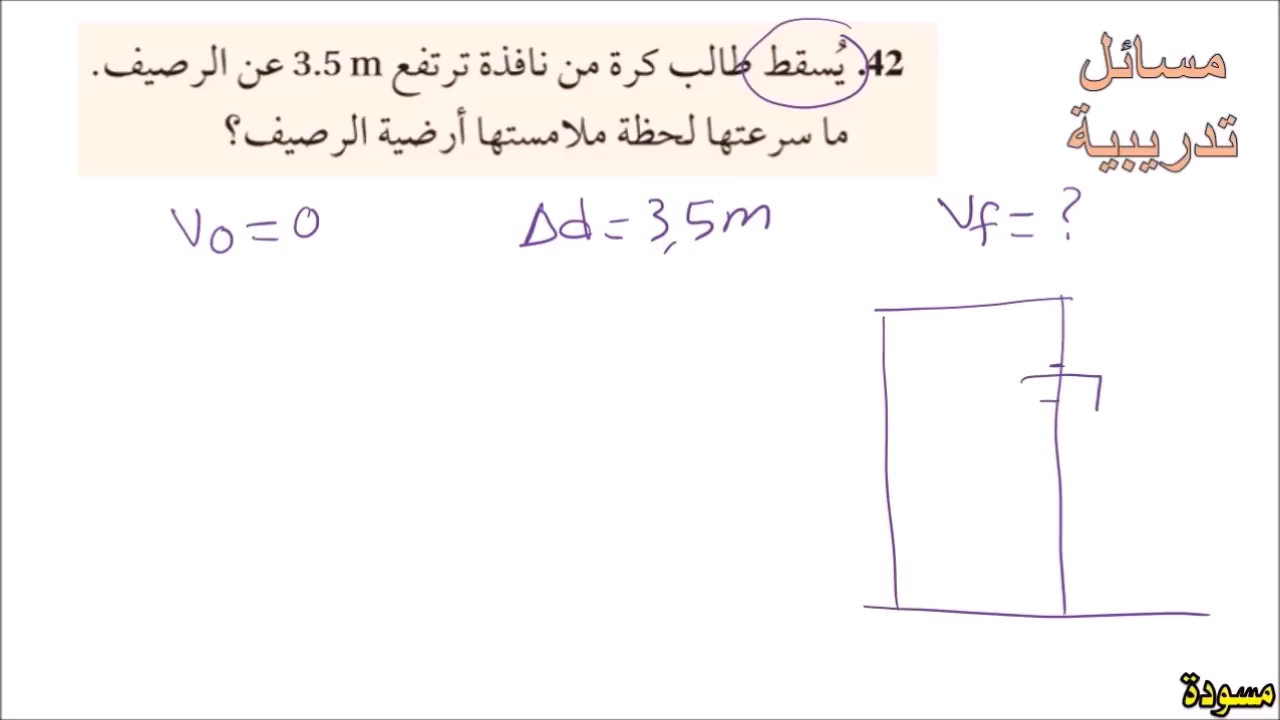 مسائل
تدريبية
42. يُسقط طالب كرة من نافذة ترتفع 3.5 m عن الرصيف.
ما سرعتها لحظة ملامستها أرضية الرصيف؟
V0 = 0 Δd = 3,5m Vf = ?
مسودة